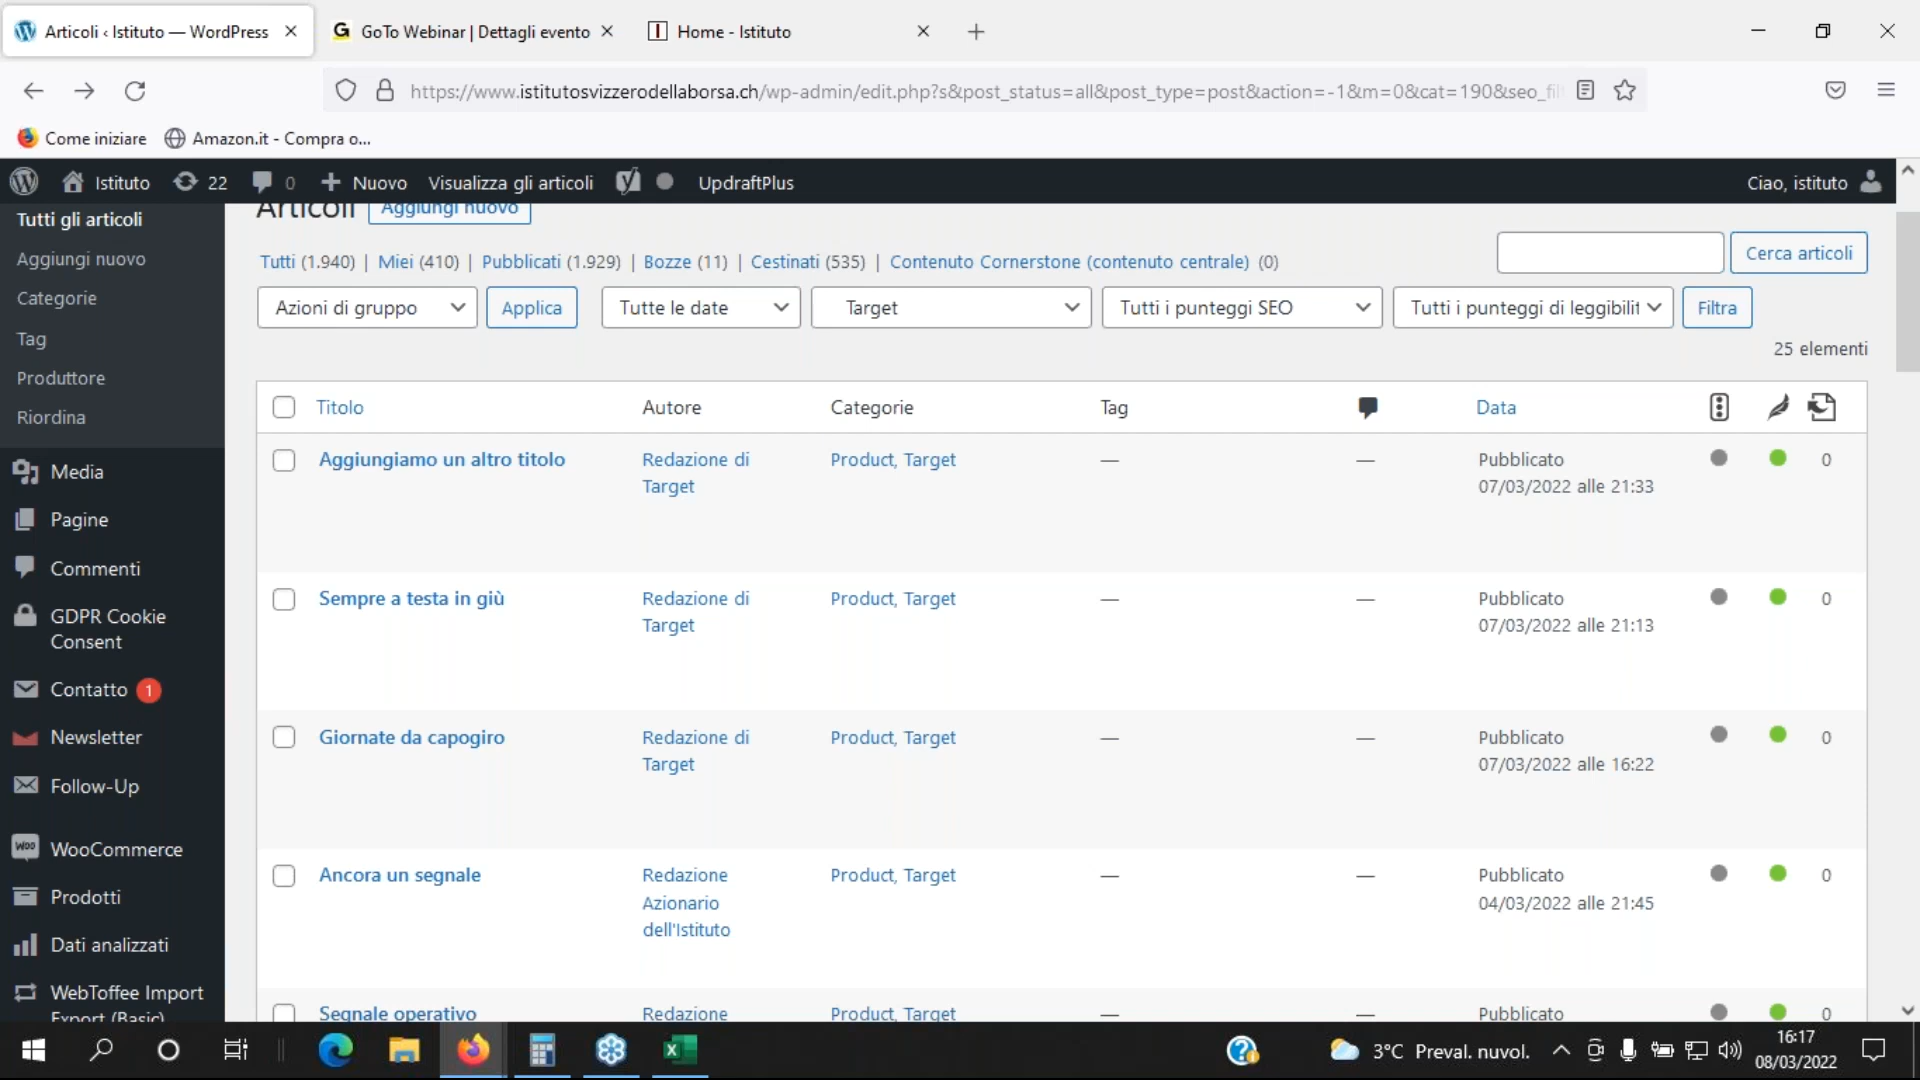 Articoli ‹ Istituto — WordPress
GoTo Webinar | Dettagli evento
Home - Istituto
https://www.istitutosvizzerodellaborsa.ch/wp-admin/edit.php?s&post_status=all&post_type=post&action=-1&m=0&cat=190&seo_fil
Come iniziare
Amazon.it - Compra o...
Istituto
22
0
Nuovo
Visualizza gli articoli
UpdraftPlus
Ciao, istituto
Tutti gli articoli
Aggiungi nuovo
Categorie
Tag
Produttore
Riordina
Media
Pagine
Commenti
GDPR Cookie
Consent
Contatto 1
Newsletter
Follow-Up
WooCommerce
Prodotti
Dati analizzati
WebToffee Import
Export (Basic)
Articoli
Aggiungi nuovo
Tutti (1.940) | Miei (410) | Pubblicati (1.929) | Bozze (11) | Cestinati (535) | Contenuto Cornerstone (contenuto centrale) (0)
Cerca articoli
Azioni di gruppo
Applica
Tutte le date
Target
Tutti i punteggi SEO
Tutti i punteggi di leggibilit
Filtra
25 elementi
Titolo Autore Categorie Tag Data
Aggiungiamo un altro titolo
Redazione di
Target
Product, Target
—
—
Pubblicato
07/03/2022 alle 21:33
0
Sempre a testa in giù
Redazione di
Target
Product, Target
—
—
Pubblicato
07/03/2022 alle 21:13
0
Giornate da capogiro
Redazione di
Target
Product, Target
—
—
Pubblicato
07/03/2022 alle 16:22
0
Ancora un segnale
Redazione
Azionario
dell'Istituto
Product, Target
—
—
Pubblicato
04/03/2022 alle 21:45
0
Segnale operativo
Redazione
Product, Target
—
—
Pubblicato
0
3°C Preval. nuvol.
16:17
08/03/2022